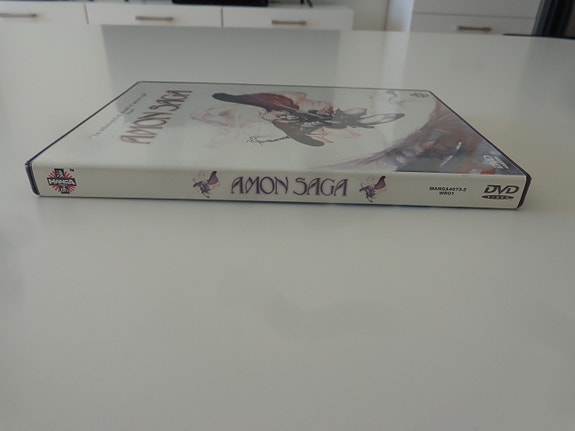 AMON SAGA
MANGA
AMON SAGA
MANGA4073-2
WR01
DVD
VIDEO